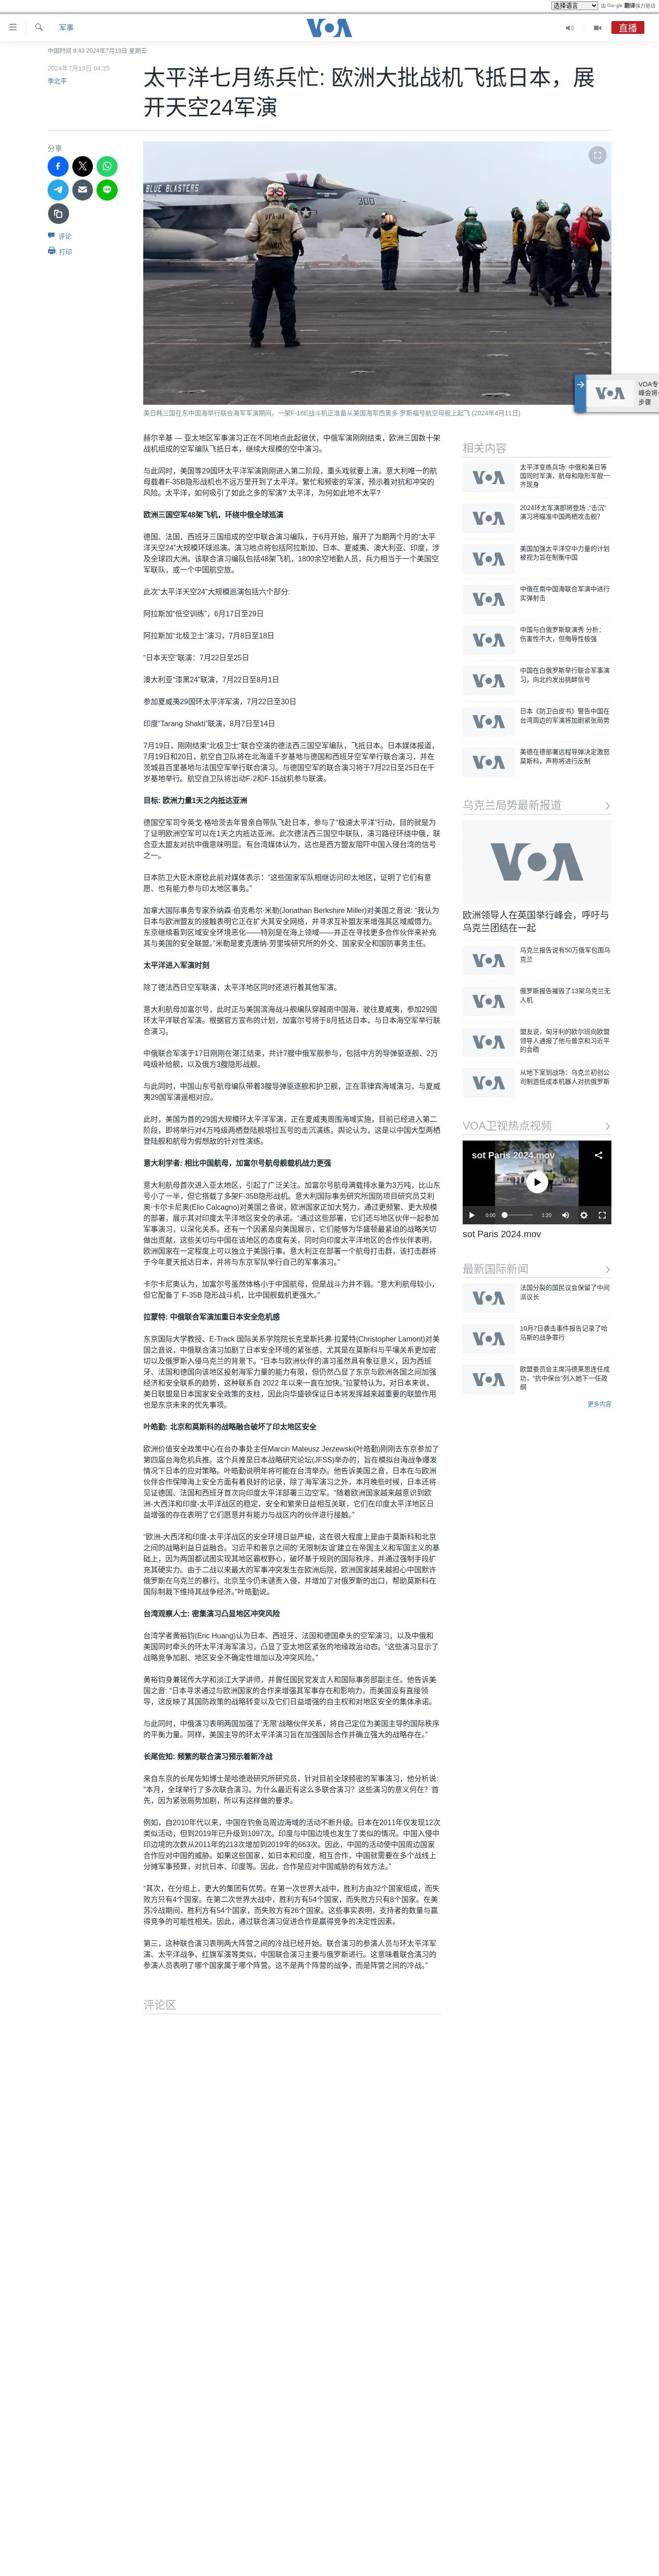 选择语言 由 Google 翻译强力驱动
军事
VOA
直播
中国时间 9:43 2024年7月19日 星期五
2024年7月19日 04:35
李北平
太平洋七月练兵忙: 欧洲大批战机飞抵日本，展
开天空24军演
分享
评论
打印
BLUE BLASTERS
300
VFA-34
美日韩三国在东中国海举行联合海军军演期间，一架F-16E战斗机正准备从美国海军西奥多·罗斯福号航空母舰上起飞 (2024年4月11日)
VOA专
峰会将-
步骤
赫尔辛基 — 亚太地区军事演习正在不同地点此起彼伏，中俄军演刚刚结束，欧洲三国数十架
战机组成的空军编队飞抵日本，继续大规模的空中演习。
与此同时，美国等29国环太平洋军演刚刚进入第二阶段，重头戏就要上演。意大利唯一的航
母载着F-35B隐形战机也不远万里开到了太平洋。繁忙和频密的军演，预示着对抗和冲突的
风险。太平洋，如何吸引了如此之多的军演? 太平洋，为何如此地不太平?
欧洲三国空军48架飞机，环绕中俄全球巡演
德国、法国、西班牙三国组成的空中联合演习编队，于6月开始，展开了为期两个月的“太平
洋天空24”大规模环球巡演。演习地点将包括阿拉斯加、日本、夏威夷、澳大利亚、印度，涉
及全球四大洲。该联合演习编队包括48架飞机，1800余空地勤人员，兵力相当于一个美国空
军联队，或一个中国航空旅。
此次“太平洋天空24”大规模巡演包括六个部分:
阿拉斯加“低空训练”，6月17日至29日
阿拉斯加“北极卫士”演习，7月8日至18日
“日本天空”联演：7月22日至25日
澳大利亚“漆黑24”联演，7月22日至8月1日
参加夏威夷29国环太平洋军演，7月22日至30日
印度“Tarang Shakti”联演，8月7日至14日
7月19日，刚刚结束“北极卫士”联合空演的德法西三国空军编队，飞抵日本。日本媒体报道，
7月19日和20日，航空自卫队将在北海道千岁基地与德国和西班牙空军举行联合演习，并在
茨城县百里基地与法国空军举行联合演习。与德国空军的联合演习将于7月22日至25日在千
岁基地举行。航空自卫队将出动F-2和F-15战机参与联演。
目标: 欧洲力量1天之内抵达亚洲
德国空军司令英戈·格哈茨去年曾亲自带队飞赴日本，参与了“极速太平洋”行动，目的就是为
了证明欧洲空军可以在1天之内抵达亚洲。此次德法西三国空中联队，演习路径环绕中俄，联
合亚太盟友对抗中俄意味明显。有台湾媒体认为，这也是西方盟友阻吓中国入侵台湾的信号
之一。
日本防卫大臣木原稔此前对媒体表示：“这些国家军队相继访问印太地区，证明了它们有意
愿、也有能力参与印太地区事务。”
加拿大国际事务专家乔纳森·伯克希尔·米勒(Jonathan Berkshire Miller)对美国之音说: “我认为
日本与欧洲盟友的接触表明它正在扩大其安全网络，并寻求互补盟友来增强其区域威慑力。
东京继续看到区域安全环境恶化——特别是在海上领域——并正在寻找更多合作伙伴来补充
其与美国的安全联盟。”米勒是麦克唐纳-劳里埃研究所的外交、国家安全和国防事务主任。
太平洋进入军演时刻
除了德法西日空军联演，太平洋地区同时还进行着其他军演。
意大利航母加富尔号，此时正与美国滨海战斗舰编队穿越南中国海，驶往夏威夷，参加29国
环太平洋联合军演。根据官方宣布的计划，加富尔号将于8月抵达日本，与日本海空军举行联
合演习。
中俄联合军演于17日刚刚在湛江结束，共计7艘中俄军舰参与，包括中方的导弹驱逐舰、2万
吨级补给舰，以及俄方3艘隐形战舰。
与此同时，中国山东号航母编队带着3艘导弹驱逐舰和护卫舰，正在菲律宾海域演习，与夏威
夷29国军演遥相对应。
此时，美国为首的29国大规模环太平洋军演，正在夏威夷周围海域实施，目前已经进入第二
阶段，即将举行对4万吨级两栖登陆舰塔拉瓦号的击沉演练。舆论认为，这是以中国大型两栖
登陆舰和航母为假想敌的针对性演练。
意大利学者: 相比中国航母，加富尔号航母舰载机战力更强
意大利航母首次进入亚太地区，引起了广泛关注。加富尔号航母满载排水量为3万吨，比山东
号小了一半，但它搭载了多架F-35B隐形战机。意大利国际事务研究所国防项目研究员艾利
奥·卡尔卡尼奥(Elio Calcagno)对美国之音说，欧洲国家正加大努力，通过更频繁、更大规模
的部署，展示其对印度太平洋地区安全的承诺。“通过这些部署，它们还与地区伙伴一起参加
军事演习，以深化关系。还有一个因素是向美国展示，它们能够为华盛顿最紧迫的战略关切
做出贡献，这些关切与中国在该地区的态度有关，同时向印度太平洋地区的合作伙伴表明，
欧洲国家在一定程度上可以独立于美国行事。意大利正在部署一个航母打击群，该打击群将
于今年夏天抵达日本，并将与东京军队举行自己的军事演习。”
卡尔卡尼奥认为，加富尔号虽然体格小于中国航母，但是战斗力并不弱。“意大利航母较小，
但它配备了 F-35B 隐形战斗机，比中国舰载机更强大。”
拉蒙特: 中俄联合军演加重日本安全危机感
东京国际大学教授、E-Track 国际关系学院院长克里斯托弗·拉蒙特(Christopher Lamont)对美
国之音说，中俄联合演习加剧了日本安全环境的紧张感，尤其是在莫斯科与平壤关系更加密
切以及俄罗斯入侵乌克兰的背景下。“日本与欧洲伙伴的演习虽然具有象征意义，因为西班
牙、法国和德国向该地区投射海军力量的能力有限，但仍然凸显了东京与欧洲各国之间加强
经济和安全联系的趋势，这种联系自 2022 年以来一直在加快。”拉蒙特认为，对日本来说，
美日联盟是日本国家安全政策的支柱，因此向华盛顿保证日本将发挥越来越重要的联盟作用
也是东京未来的优先事项。
叶皓勤: 北京和莫斯科的战略融合破坏了印太地区安全
欧洲价值安全政策中心在台办事处主任Marcin Mateusz Jerzewski(叶皓勤)刚刚去东京参加了
第四届台海危机兵推。这个兵推是日本战略研究论坛(JFSS)举办的，旨在模拟台海战争爆发
情况下日本的应对策略。叶皓勤说明年将可能在台湾举办。他告诉美国之音，日本在与欧洲
伙伴合作保障海上安全方面有着良好的记录，除了海军演习之外，本月晚些时候，日本还将
见证德国、法国和西班牙首次向印度太平洋部署三边空军。“随着欧洲国家越来越意识到欧
洲-大西洋和印度-太平洋战区的稳定、安全和繁荣日益相互关联，它们在印度太平洋地区日
益增强的存在表明了它们愿意并有能力与战区内的伙伴进行接触。”
“欧洲-大西洋和印度-太平洋战区的安全环境日益严峻，这在很大程度上是由于莫斯科和北京
之间的战略利益日益融合。习近平和普京之间的‘无限制友谊’建立在帝国主义和军国主义的基
础上，因为两国都试图实现其地区霸权野心，破坏基于规则的国际秩序，并通过强制手段扩
充其硬实力。由于二战以来最大的军事冲突发生在欧洲后院，欧洲国家越来越担心中国默许
俄罗斯在乌克兰的暴行。北京至今仍未谴责入侵，并增加了对俄罗斯的出口，帮助莫斯科在
国际制裁下维持其战争经济。”叶皓勤说。
台湾观察人士: 密集演习凸显地区冲突风险
台湾学者黄裕钧(Eric Huang)认为日本、西班牙、法国和德国牵头的空军演习，以及中俄和
美国同时牵头的环太平洋海军演习，凸显了亚太地区紧张的地缘政治动态。“这些演习显示了
战略竞争加剧、地区安全不确定性增加以及冲突风险。”
黄裕钧身兼铭传大学和淡江大学讲师，并曾任国民党发言人和国际事务部副主任。他告诉美
国之音: “日本寻求通过与欧洲国家的合作来增强其军事存在和影响力，而美国没有直接领
导，这反映了其国防政策的战略转变以及它们日益增强的自主权和对地区安全的集体承诺。
与此同时，中俄演习表明两国加强了‘无限’战略伙伴关系，将自己定位为美国主导的国际秩序
的平衡力量。同样，美国主导的环太平洋演习旨在加强国际合作并确立强大的战略存在。”
长尾佐知: 频繁的联合演习预示着新冷战
来自东京的长尾佐知博士是哈德逊研究所研究员，针对目前全球频密的军事演习，他分析说:
“本月，全球举行了多次联合演习。为什么最近有这么多联合演习？这些演习的意义何在? 首
先，因为紧张局势加剧，所以有这样做的要求。
例如，自2010年代以来，中国在钓鱼岛周边海域的活动不断升级。日本在2011年仅发现12次
类似活动，但到2019年已升级到1097次。印度与中国边境也发生了类似的情况。中国入侵中
印边境的次数从2011年的213次增加到2019年的663次。因此，中国的活动使中国周边国家
合作应对中国的威胁。如果这些国家，如日本和印度，相互合作，中国就需要在多个战线上
分摊军事预算，对抗日本、印度等。因此，合作是应对中国威胁的有效方法。”
“其次，在分组上，更大的集团有优势。在第一次世界大战中，胜利方由32个国家组成，而失
败方只有4个国家。在第二次世界大战中，胜利方有54个国家，而失败方只有8个国家。在美
苏冷战期间，胜利方有54个国家，而失败方有26个国家。这些事实表明，支持者的数量与赢
得竞争的可能性相关。因此，通过联合演习促进合作是赢得竞争的决定性因素。
第三，这种联合演习表明两大阵营之间的冷战已经开始。联合演习的参演人员与环太平洋军
演、太平洋战争、红旗军演等类似，中国联合演习主要与俄罗斯进行。这意味着联合演习的
参演人员表明了哪个国家属于哪个阵营。这不是两个阵营的战争，而是阵营之间的冷战。”
评论区
相关内容
太平洋变练兵场: 中俄和美日等
国同时军演，航母和隐形军舰一
齐现身
2024环太军演即将登场 ,“击沉”
演习将瞄准中国两栖攻击舰?
美国加强太平洋空中力量的计划
被视为旨在制衡中国
中俄在南中国海联合军演中进行
实弹射击
中国与白俄罗斯联演秀 分析：
伤害性不大，但侮辱性极强
中国在白俄罗斯举行联合军事演
习，向北约发出挑衅信号
日本《防卫白皮书》警告中国在
台湾周边的军演将加剧紧张局势
美德在德部署远程导弹决定激怒
莫斯科，声称将进行反制
乌克兰局势最新报道
欧洲领导人在英国举行峰会，呼吁与
乌克兰团结在一起
乌克兰报告说有50万俄军包围乌
克兰
俄罗斯报告摧毁了13架乌克兰无
人机
盟友说，匈牙利的欧尔班向欧盟
领导人通报了他与普京和习近平
的会晤
从地下室到战场：乌克兰初创公
司制造低成本机器人对抗俄罗斯
VOA卫视热点视频
sot Paris 2024.mov
0:00 1:20
sot Paris 2024.mov
最新国际新闻
法国分裂的国民议会保留了中间
派议长
10月7日袭击事件报告记录了哈
马斯的战争罪行
欧盟委员会主席冯德莱恩连任成
功，“抗中保台”列入她下一任政
纲
更多内容